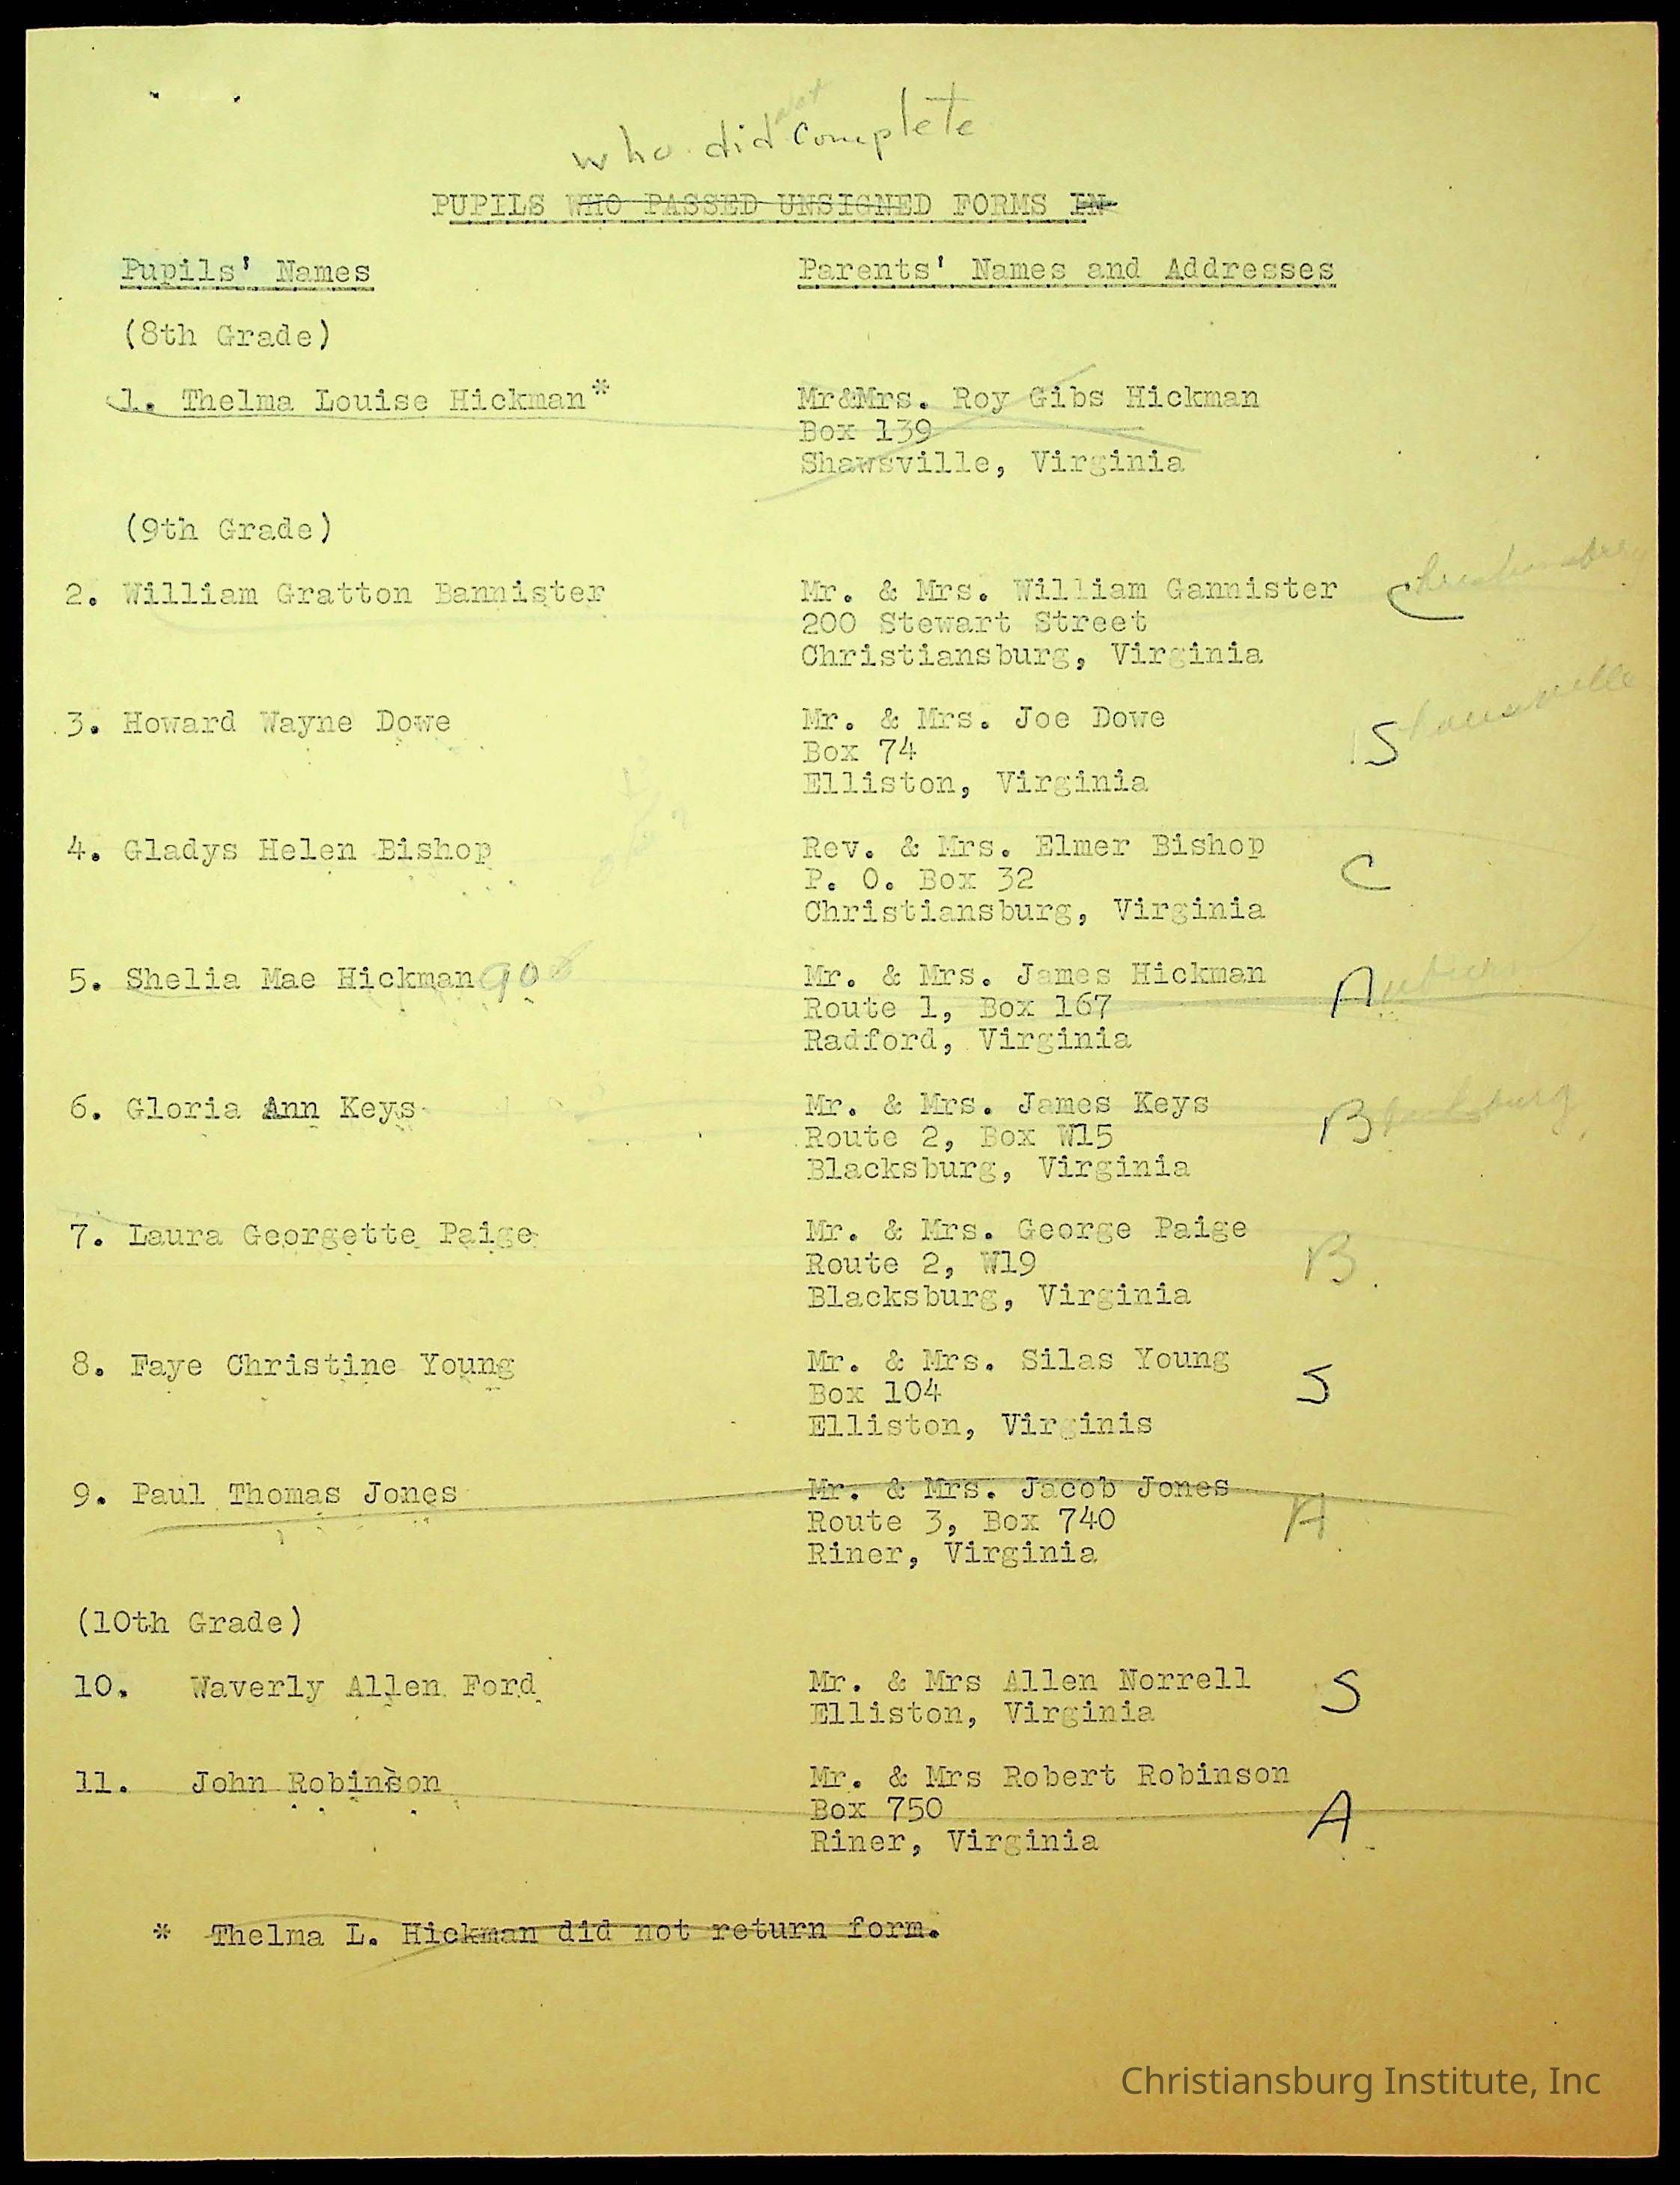 who did not complete
PUPILS WHO PASSED UNSIGNED FORMS IN
Pupils' Names Parents' Names and Addresses
(8th Grade)
1. Thelma Louise Hickman* Mr&Mrs. Roy Gibs Hickman
Box 139
Shawsville, Virginia
(9th Grade)
2. William Gratton Bannister Mr. & Mrs. William Gannister Christiansburg
200 Stewart Street
Christiansburg, Virginia
3. Howard Wayne Dowe Mr. & Mrs. Joe Dowe S
Box 74
Elliston, Virginia
4. Gladys Helen Bishop Rev. & Mrs. Elmer Bishop C
P. O. Box 32
Christiansburg, Virginia
5. Shelia Mae Hickman Mr. & Mrs. James Hickman Auburn
Route 1, Box 167
Radford, Virginia
6. Gloria Ann Keys Mr. & Mrs. James Keys Blacksburg
Route 2, Box W15
Blacksburg, Virginia
7. Laura Georgette Paige Mr. & Mrs. George Paige B
Route 2, W19
Blacksburg, Virginia
8. Faye Christine Young Mr. & Mrs. Silas Young S
Box 104
Elliston, Virginis
9. Paul Thomas Jones Mr. & Mrs. Jacob Jones A
Route 3, Box 740
Riner, Virginia
(10th Grade)
10. Waverly Allen Ford Mr. & Mrs Allen Norrell S
Elliston, Virginia
11. John Robinson Mr. & Mrs Robert Robinson A
Box 750
Riner, Virginia
* Thelma L. Hickman did not return form.
Christiansburg Institute, Inc